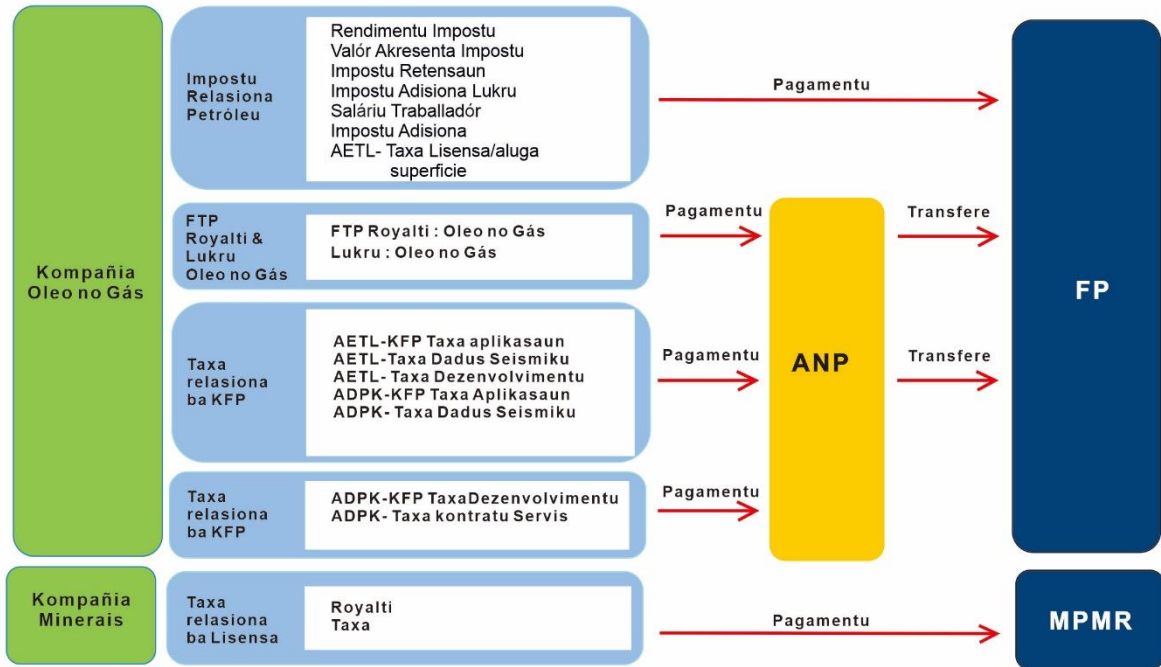 Kompañia
Oleo no Gás
Impostu
Relasiona
Petróleu
Rendimentu Impostu
Valór Akresenta Impostu
Impostu Retensaun
Impostu Adisiona Lukru
Saláriu Traballadór
Impostu Adisiona
AETL- Taxa Lisensa/aluga
superficie
Pagamentu
FP
FTP
Royalti &
Lukru
Oleo no Gás
FTP Royalti : Oleo no Gás
Lukru : Oleo no Gás
Pagamentu
ANP
Transfere
Taxa
relasiona
ba KFP
AETL-KFP Taxa aplikasaun
AETL-Taxa Dadus Seismiku
AETL- Taxa Dezenvolvimentu
ADPK-KFP Taxa Aplikasaun
ADPK- Taxa Dadus Seismiku
Pagamentu
Transfere
Taxa
relasiona
ba KFP
ADPK-KFP TaxaDezenvolvimentu
ADPK- Taxa kontratu Servis
Pagamentu
Kompañia
Minerais
Taxa
relasiona
ba Lisensa
Royalti
Taxa
Pagamentu
MPMR